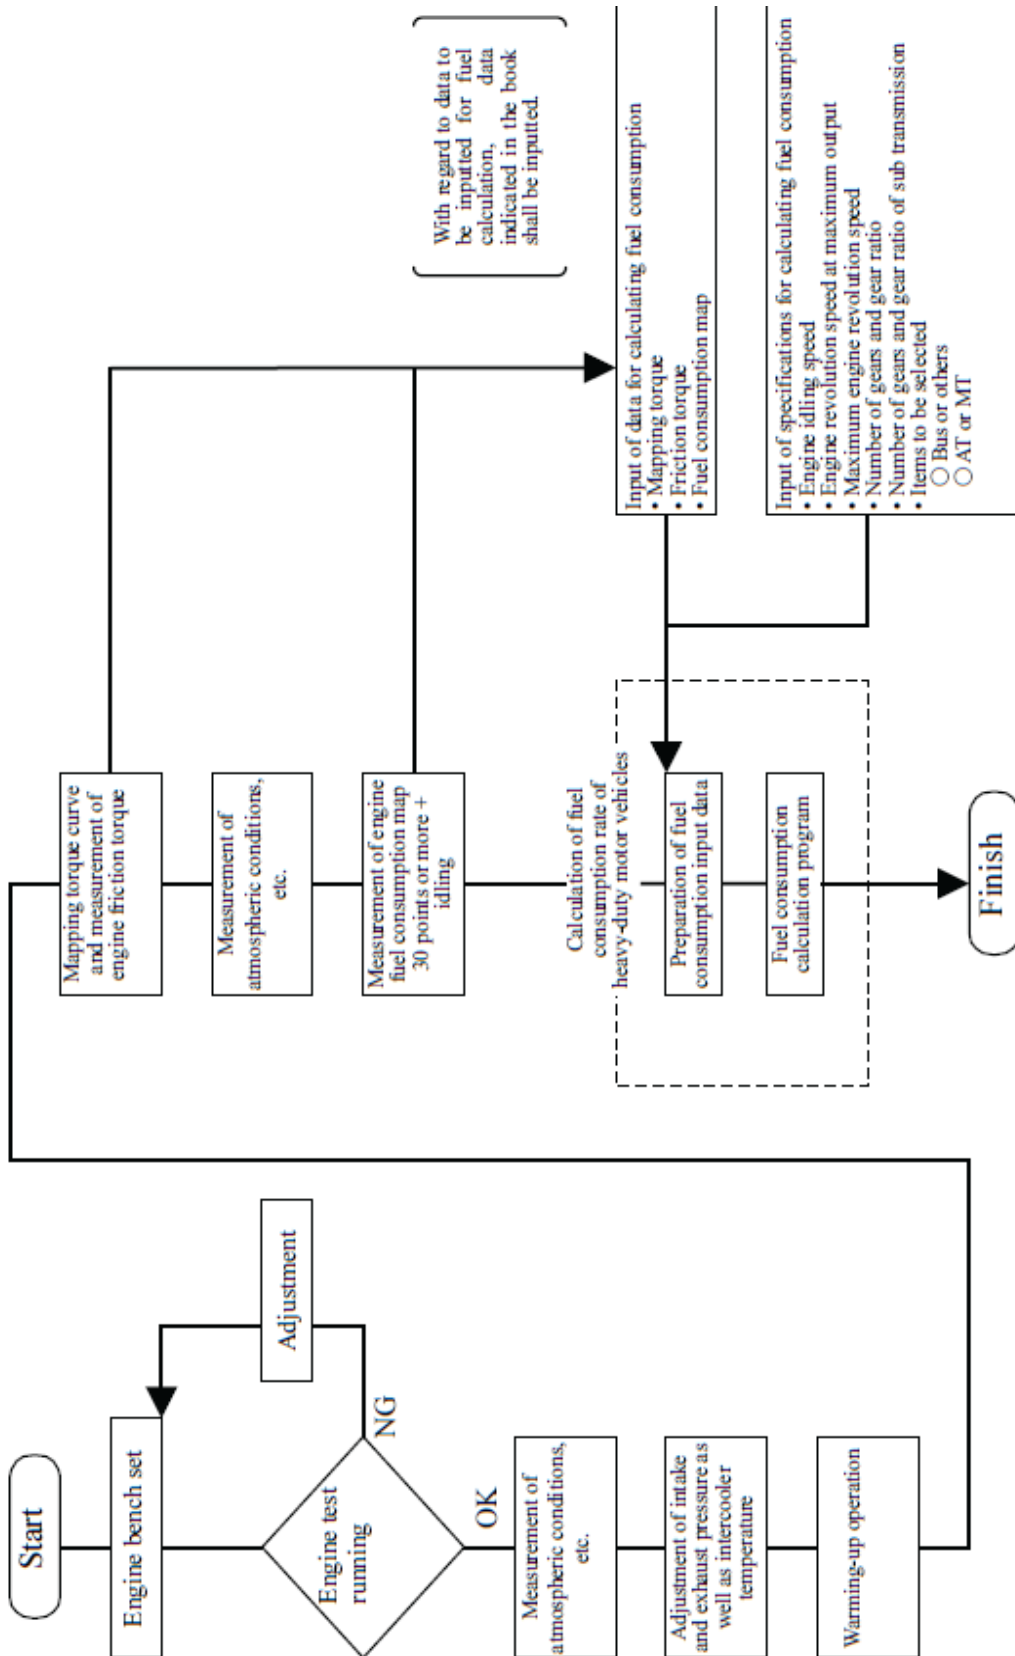 Start
Engine bench set
Engine test
running
NG
Adjustment
OK
Measurement of
atmospheric conditions,
etc.
Adjustment of intake
and exhaust pressure as
well as intercooler
temperature
Warming-up operation
Mapping torque curve
and measurement of
engine friction torque
Measurement of
atmospheric conditions,
etc.
Measurement of engine
fuel consumption map
30 points or more +
idling
Calculation of fuel
consumption rate of
heavy-duty motor vehicles
Preparation of fuel
consumption input data
Fuel consumption
calculation program
Finish
With regard to data to
be inputted for fuel
calculation, data
indicated in the book
shall be inputted.
Input of data for calculating fuel consumption
• Mapping torque
• Friction torque
• Fuel consumption map
Input of specifications for calculating fuel consumption
• Engine idling speed
• Engine revolution speed at maximum output
• Maximum engine revolution speed
• Number of gears and gear ratio
• Number of gears and gear ratio of sub transmission
• Items to be selected
○ Bus or others
○ AT or MT